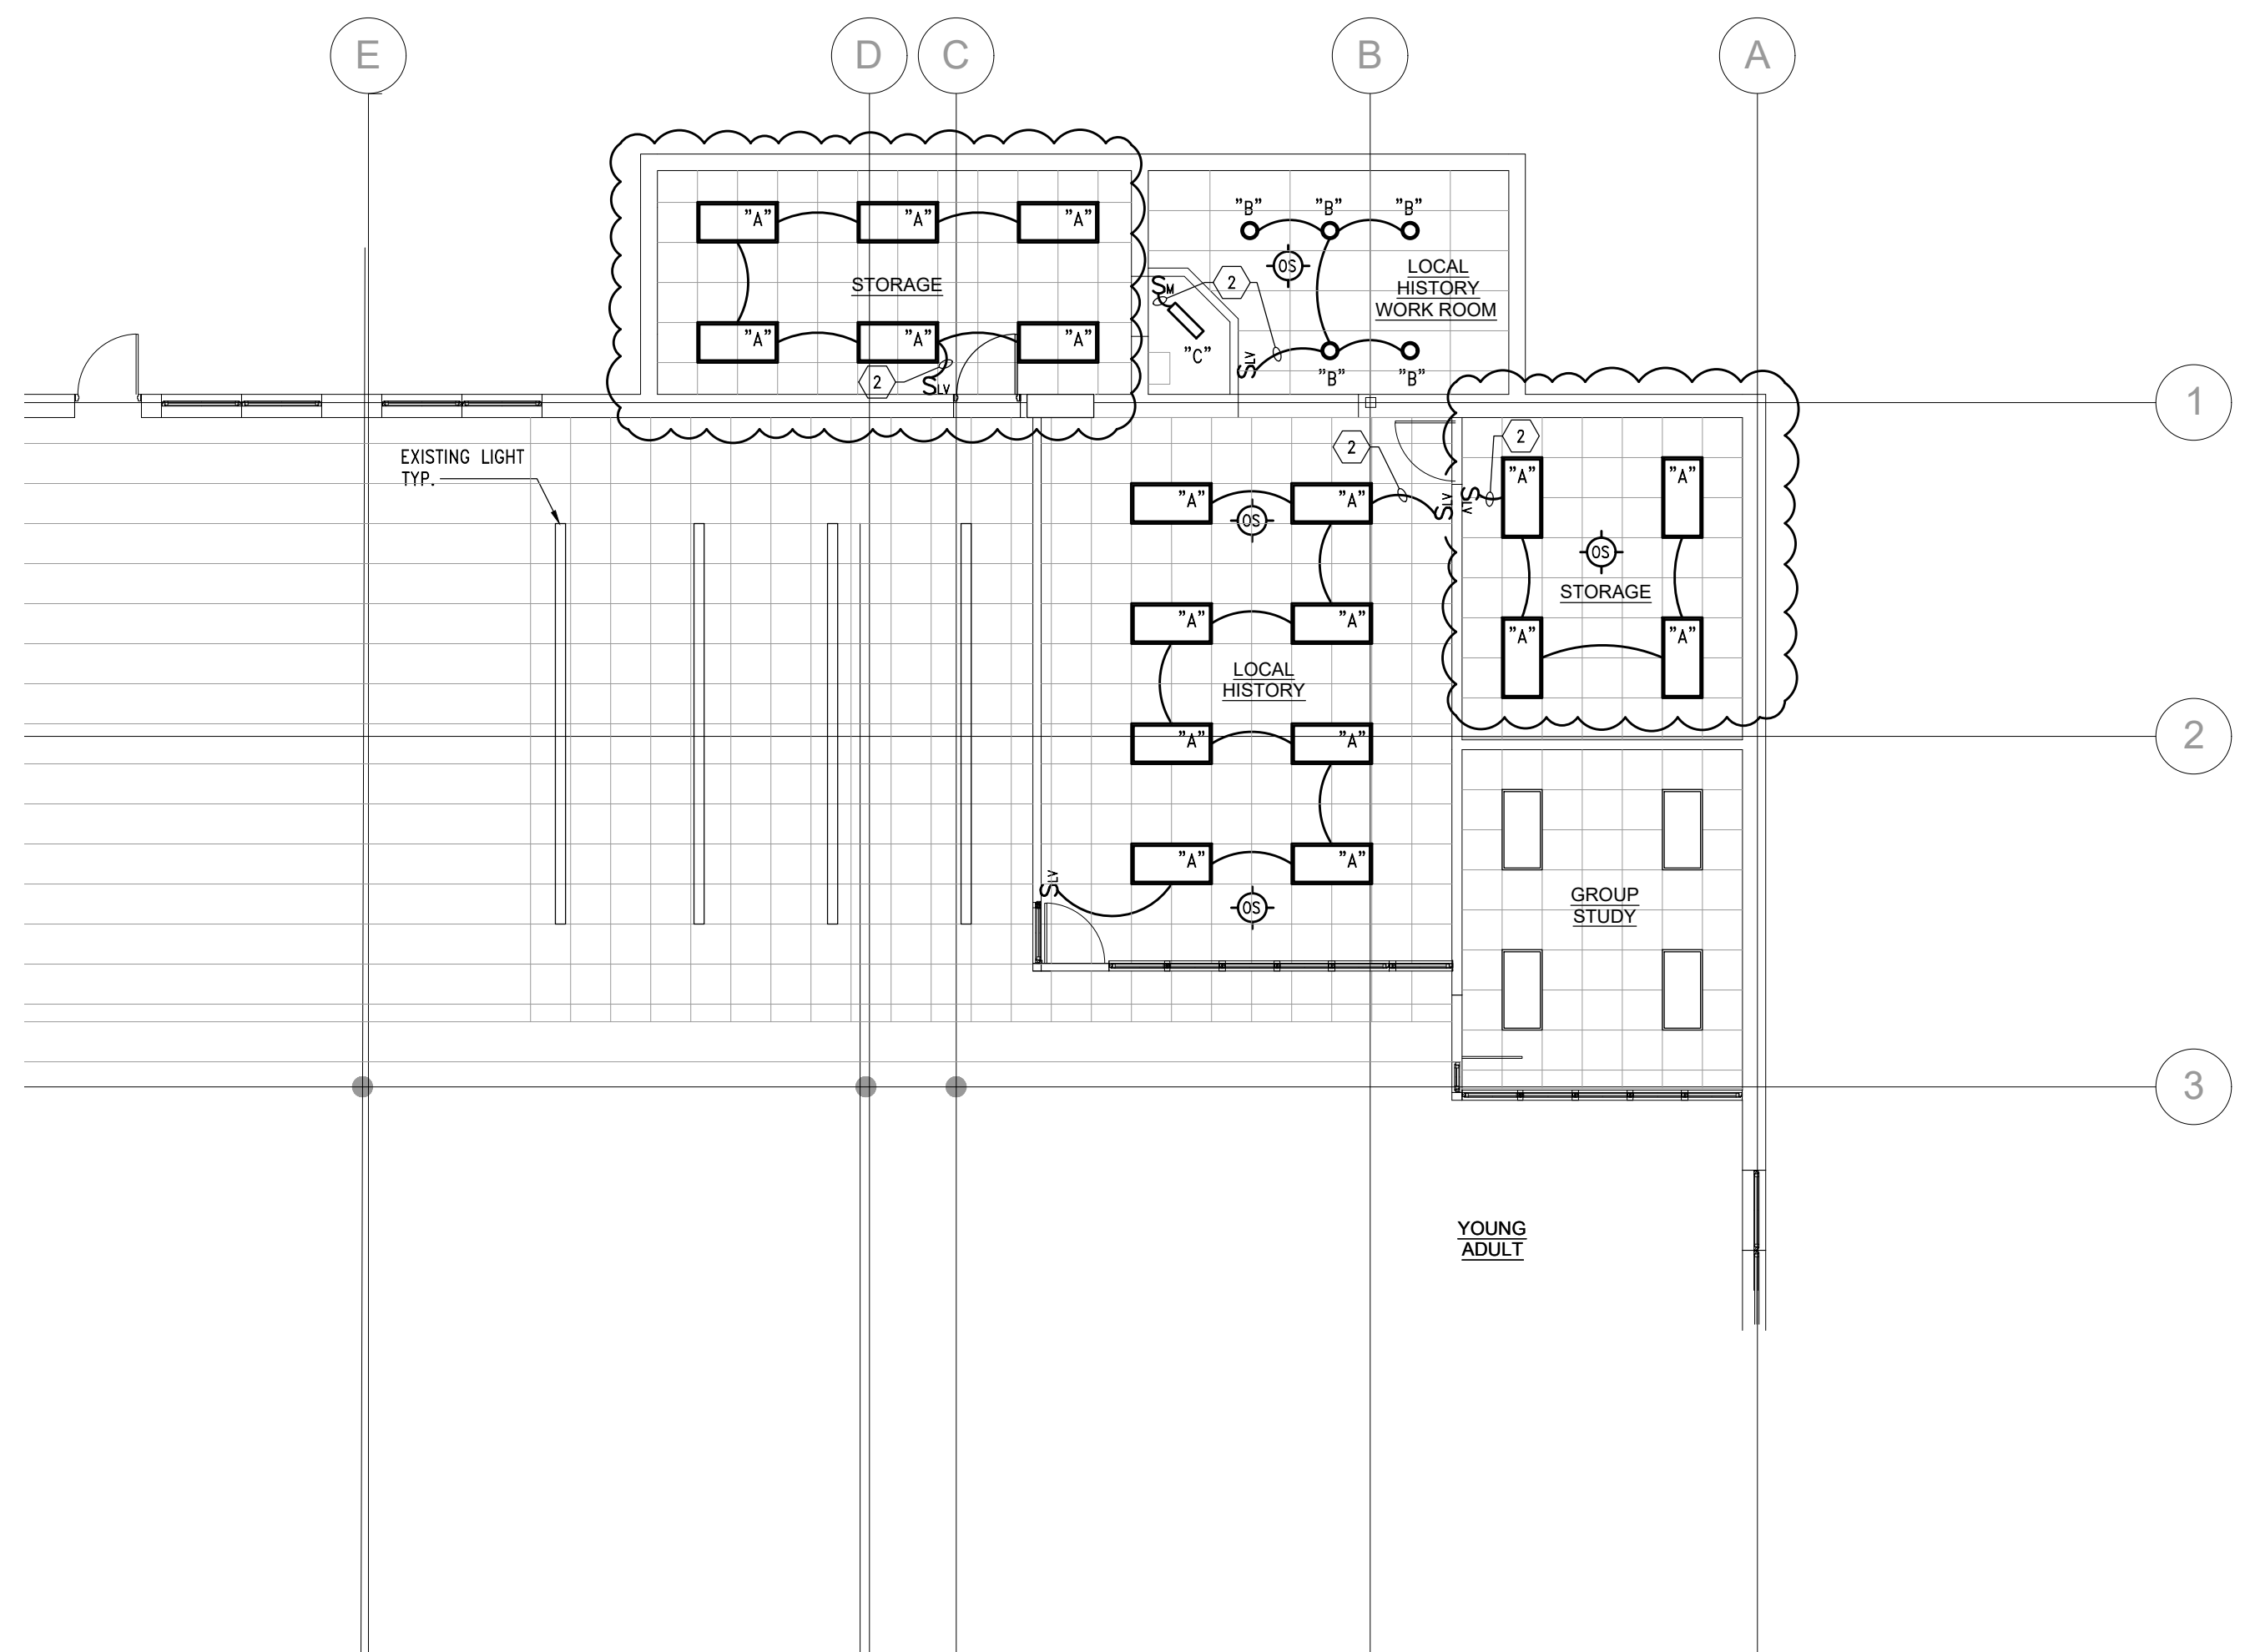 E D C B A
"A" "A" "A"
"B" "B" "B"
OS
STORAGE
LOCAL
HISTORY
WORK ROOM
SM
2
"A" "A" "A"
"C"
"B" "B"
SLV
2
SLV
1
EXISTING LIGHT
TYP.
2
2
"A" "A"
"A" "A"
SLV
SLV
OS
OS
STORAGE
"A" "A"
"A" "A"
LOCAL
HISTORY
"A" "A"
2
"A" "A"
SLV
OS
GROUP
STUDY
3
YOUNG
ADULT